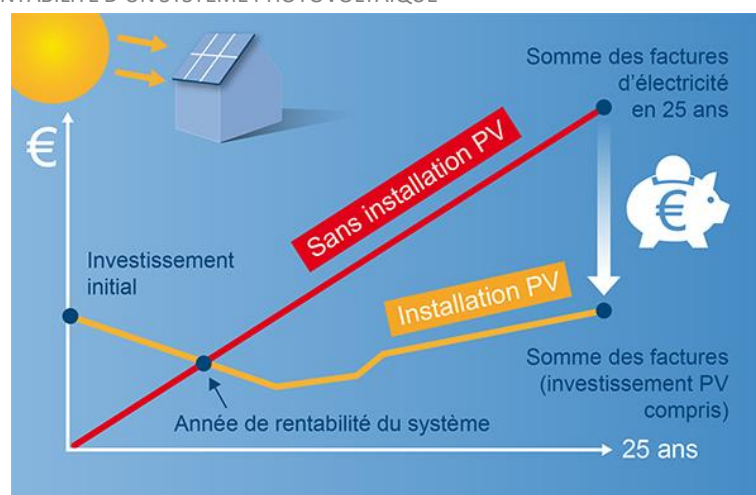 Somme des factures
d'électricité
en 25 ans
€
Sans installation PV
€
Investissement
initial
Installation PV
Somme des factures
(investissement PV
compris)
Année de rentabilité du système
25 ans